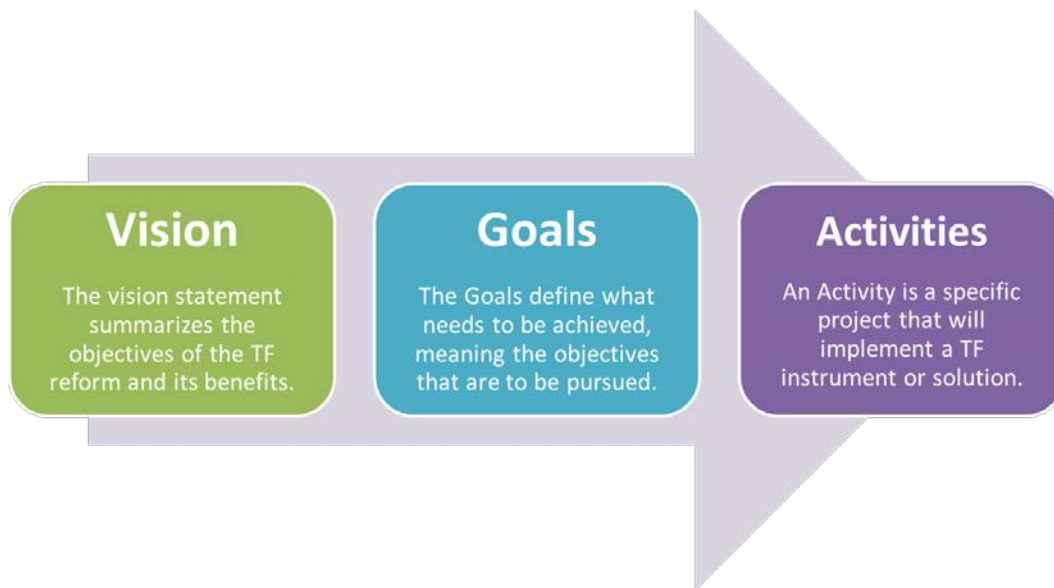 Vision
The vision statement
summarizes the
objectives of the TF
reform and its benefits.
Goals
The Goals define what
needs to be achieved,
meaning the objectives
that are to be pursued.
Activities
An Activity is a specific
project that will
implement a TF
instrument or solution.